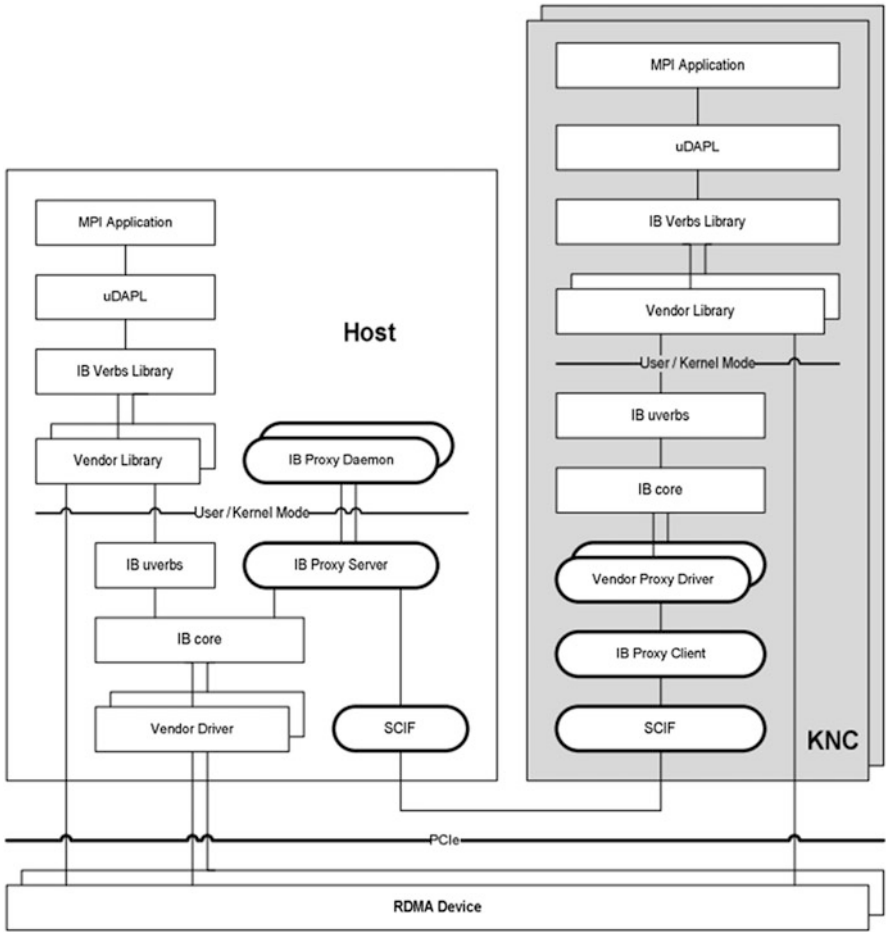 MPI Application
uDAPL
IB Verbs Library
Vendor Library
Host
IB Proxy Daemon
User / Kernel Mode
IB uverbs
IB Proxy Server
IB core
Vendor Driver
SCIF
MPI Application
uDAPL
IB Verbs Library
Vendor Library
User / Kernel Mode
IB uverbs
IB core
Vendor Proxy Driver
IB Proxy Client
SCIF
KNC
PCIe
RDMA Device